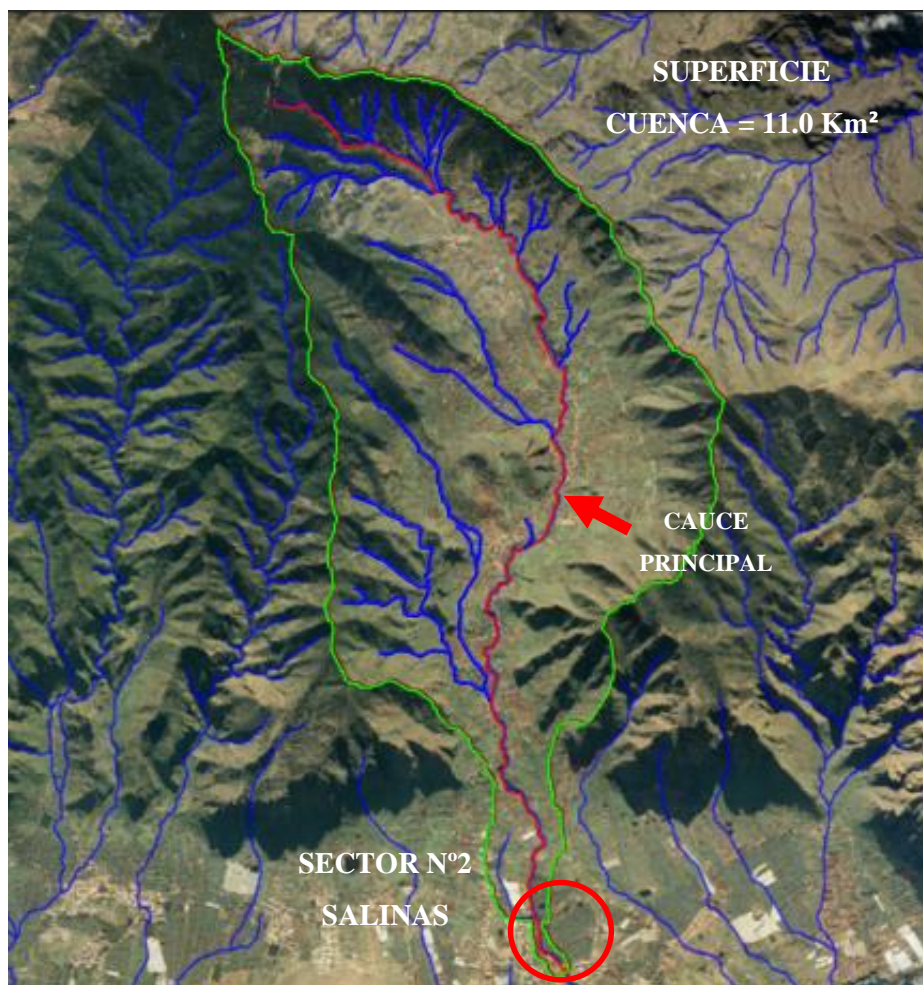 SUPERFICIE
CUENCA = 11.0 Km²
CAUCE
PRINCIPAL
SECTOR Nº2
SALINAS